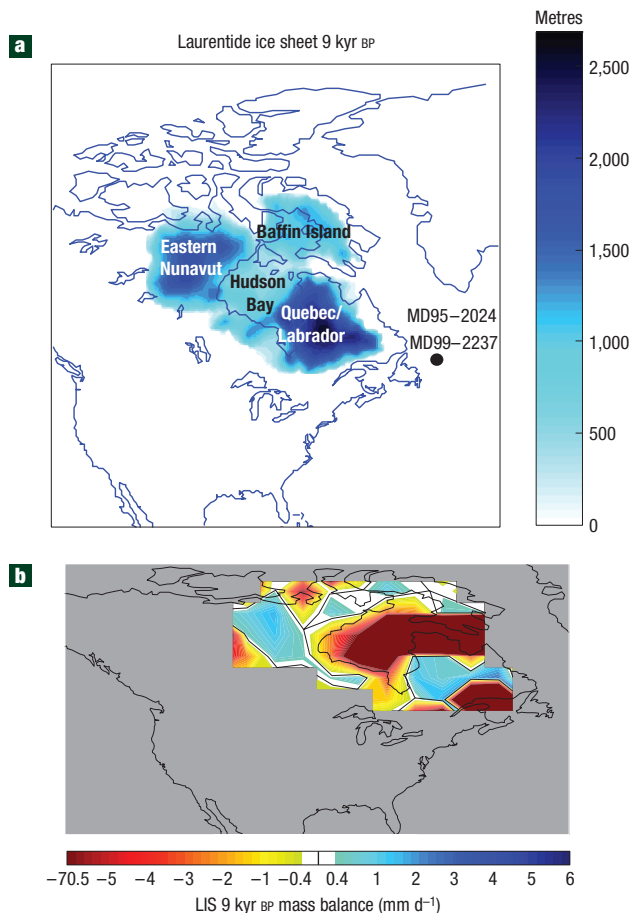 Metres
a
Laurentide ice sheet 9 kyr BP
2,500
2,000
1,500
1,000
500
0
Baffin Island
Eastern
Nunavut
Hudson
Bay
Quebec/
Labrador
MD95–2024
MD99–2237
b
−70.5 −5 −4 −3 −2 −1 −0.4 0.4 1 2 3 4 5 6
LIS 9 kyr BP mass balance (mm d⁻¹)